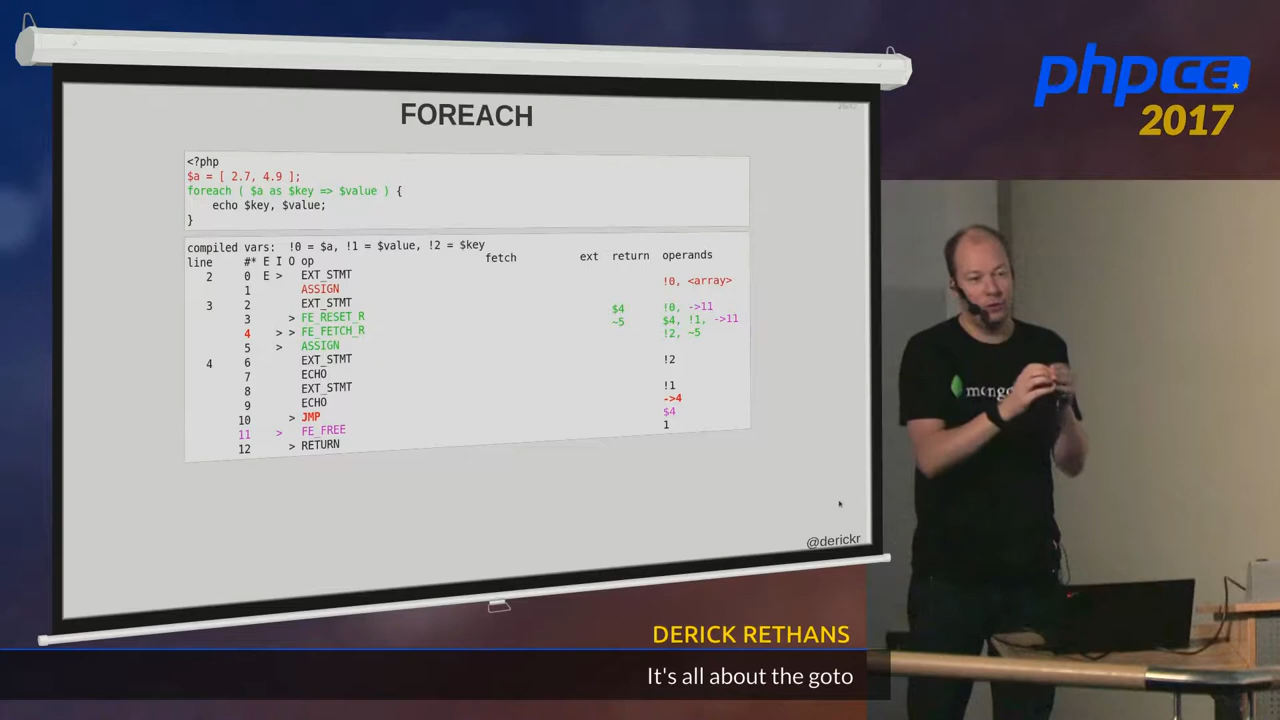 FOREACH
<?php
$a = [ 2.7, 4.9 ];
foreach ( $a as $key => $value ) {
echo $key, $value;
}
compiled vars: !0 = $a, !1 = $value, !2 = $key
line #* E I O op fetch ext return operands
2 0 E > EXT_STMT
1 ASSIGN !0, <array>
3 2 EXT_STMT
3 > FE_RESET_R $4 !0, ->11
4 > > FE_FETCH_R ~5 $4, !1, ->11
5 > ASSIGN !2, ~5
4 6 EXT_STMT
7 ECHO !2
8 EXT_STMT
9 ECHO !1
10 > JMP ->4
11 > FE_FREE $4
12 > RETURN 1
@derickr
phpCE
2017
DERICK RETHANS
It's all about the goto